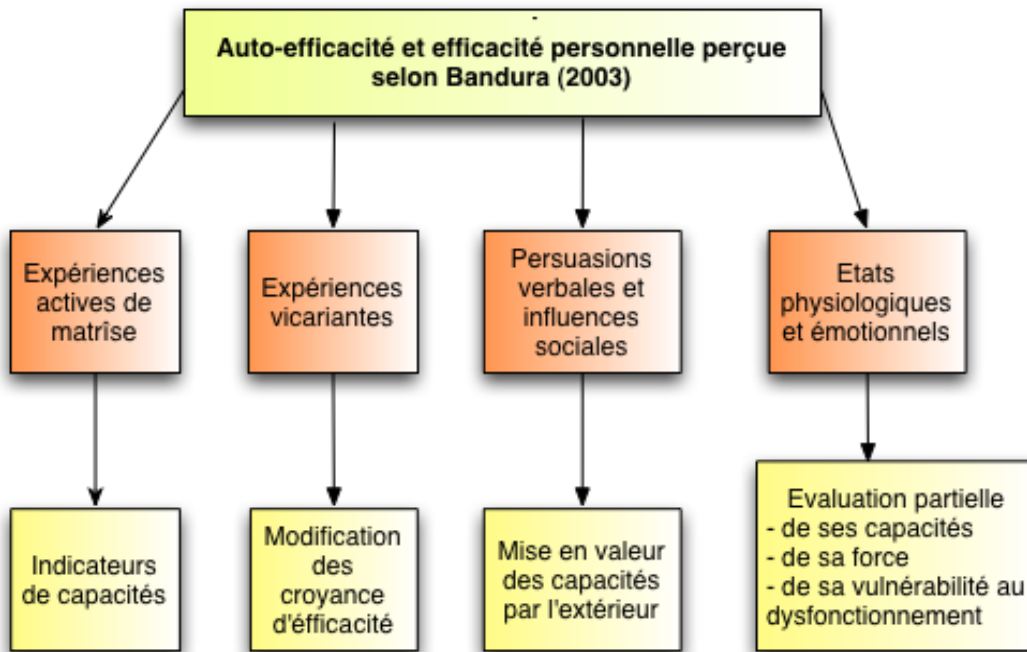 Auto-efficacité et efficacité personnelle perçue
selon Bandura (2003)
Expériences
actives de
matrîse
Expériences
vicariantes
Persuasions
verbales et
influences
sociales
Etats
physiologiques
et émotionnels
Indicateurs
de capacités
Modification
des
croyance
d'éfficacité
Mise en valeur
des capacités
par l'extérieur
Evaluation partielle
- de ses capacités
- de sa force
- de sa vulnérabilité au
dysfonctionnement